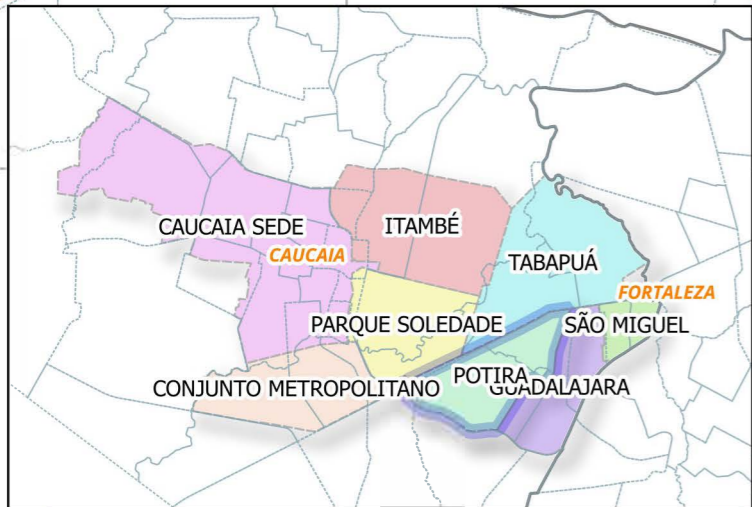 CAUCAIA SEDE
ITAMBÉ
CAUCAIA
TABAPUÁ
FORTALEZA
PARQUE SOLEDADE
SÃO MIGUEL
POTIRA
CONJUNTO METROPOLITANO
GUADALAJARA